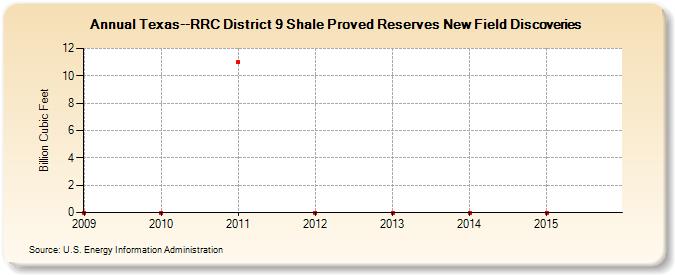 Annual Texas--RRC District 9 Shale Proved Reserves New Field Discoveries
Billion Cubic Feet
12
10
8
6
4
2
0
2009 2010 2011 2012 2013 2014 2015
Source: U.S. Energy Information Administration